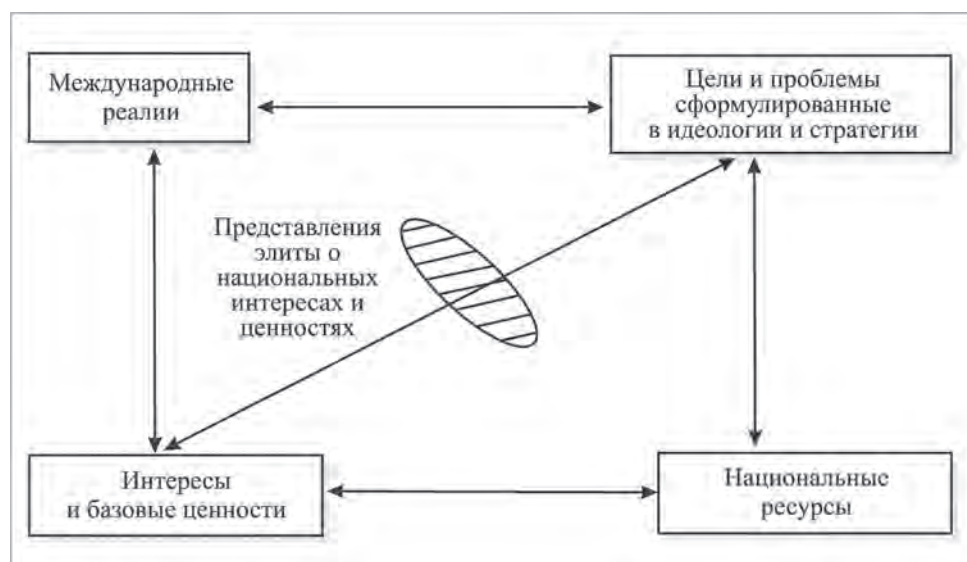 Международные
реалии
Цели и проблемы
сформулированные
в идеологии и стратегии
Представления
элиты о
национальных
интересах и
ценностях
Интересы
и базовые ценности
Национальные
ресурсы